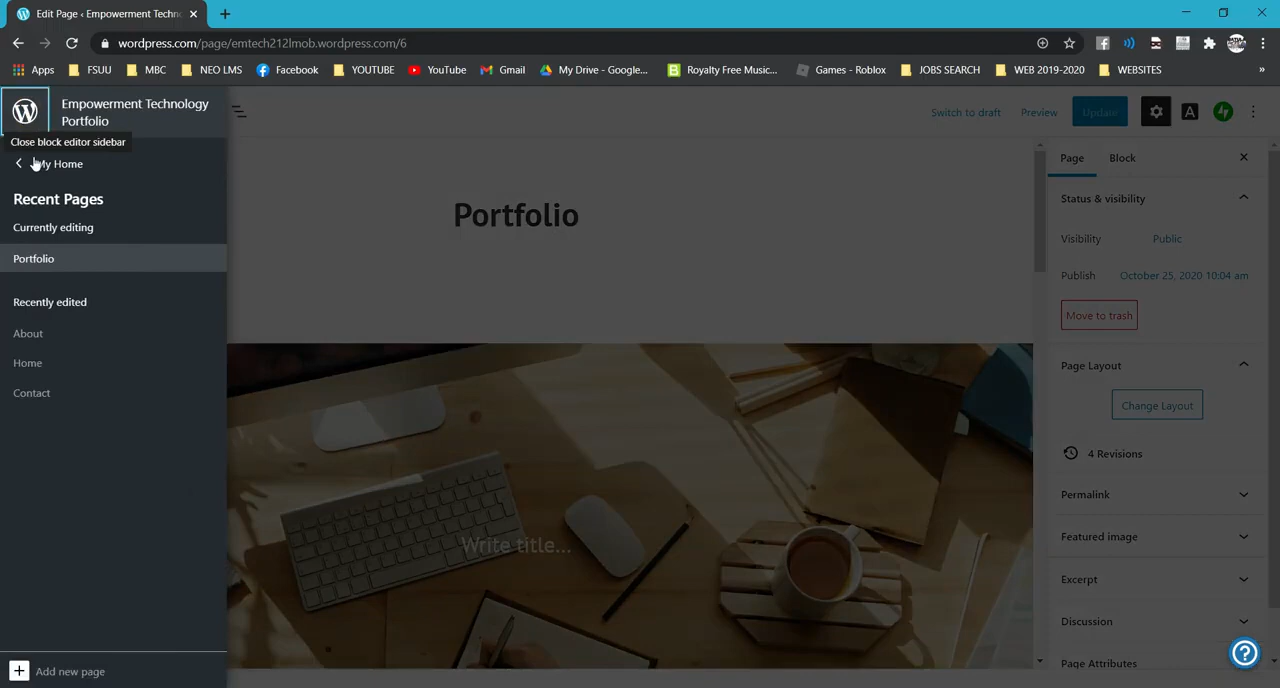 Edit Page ‹ Empowerment Techn
wordpress.com/page/emtech212lmob.wordpress.com/6
Apps FSUU MBC NEO LMS Facebook YOUTUBE YouTube Gmail My Drive - Google... Royalty Free Music... Games - Roblox JOBS SEARCH WEB 2019-2020 WEBSITES »
Empowerment Technology
Portfolio
Switch to draft Preview Update A
Close block editor sidebar
My Home
Recent Pages
Currently editing
Portfolio
Recently edited
About
Home
Contact
Add new page
Portfolio
Write title...
Page Block
Status & visibility
Visibility Public
Publish October 25, 2020 10:04 am
Move to trash
Page Layout
Change Layout
4 Revisions
Permalink
Featured image
Excerpt
Discussion
Page Attributes